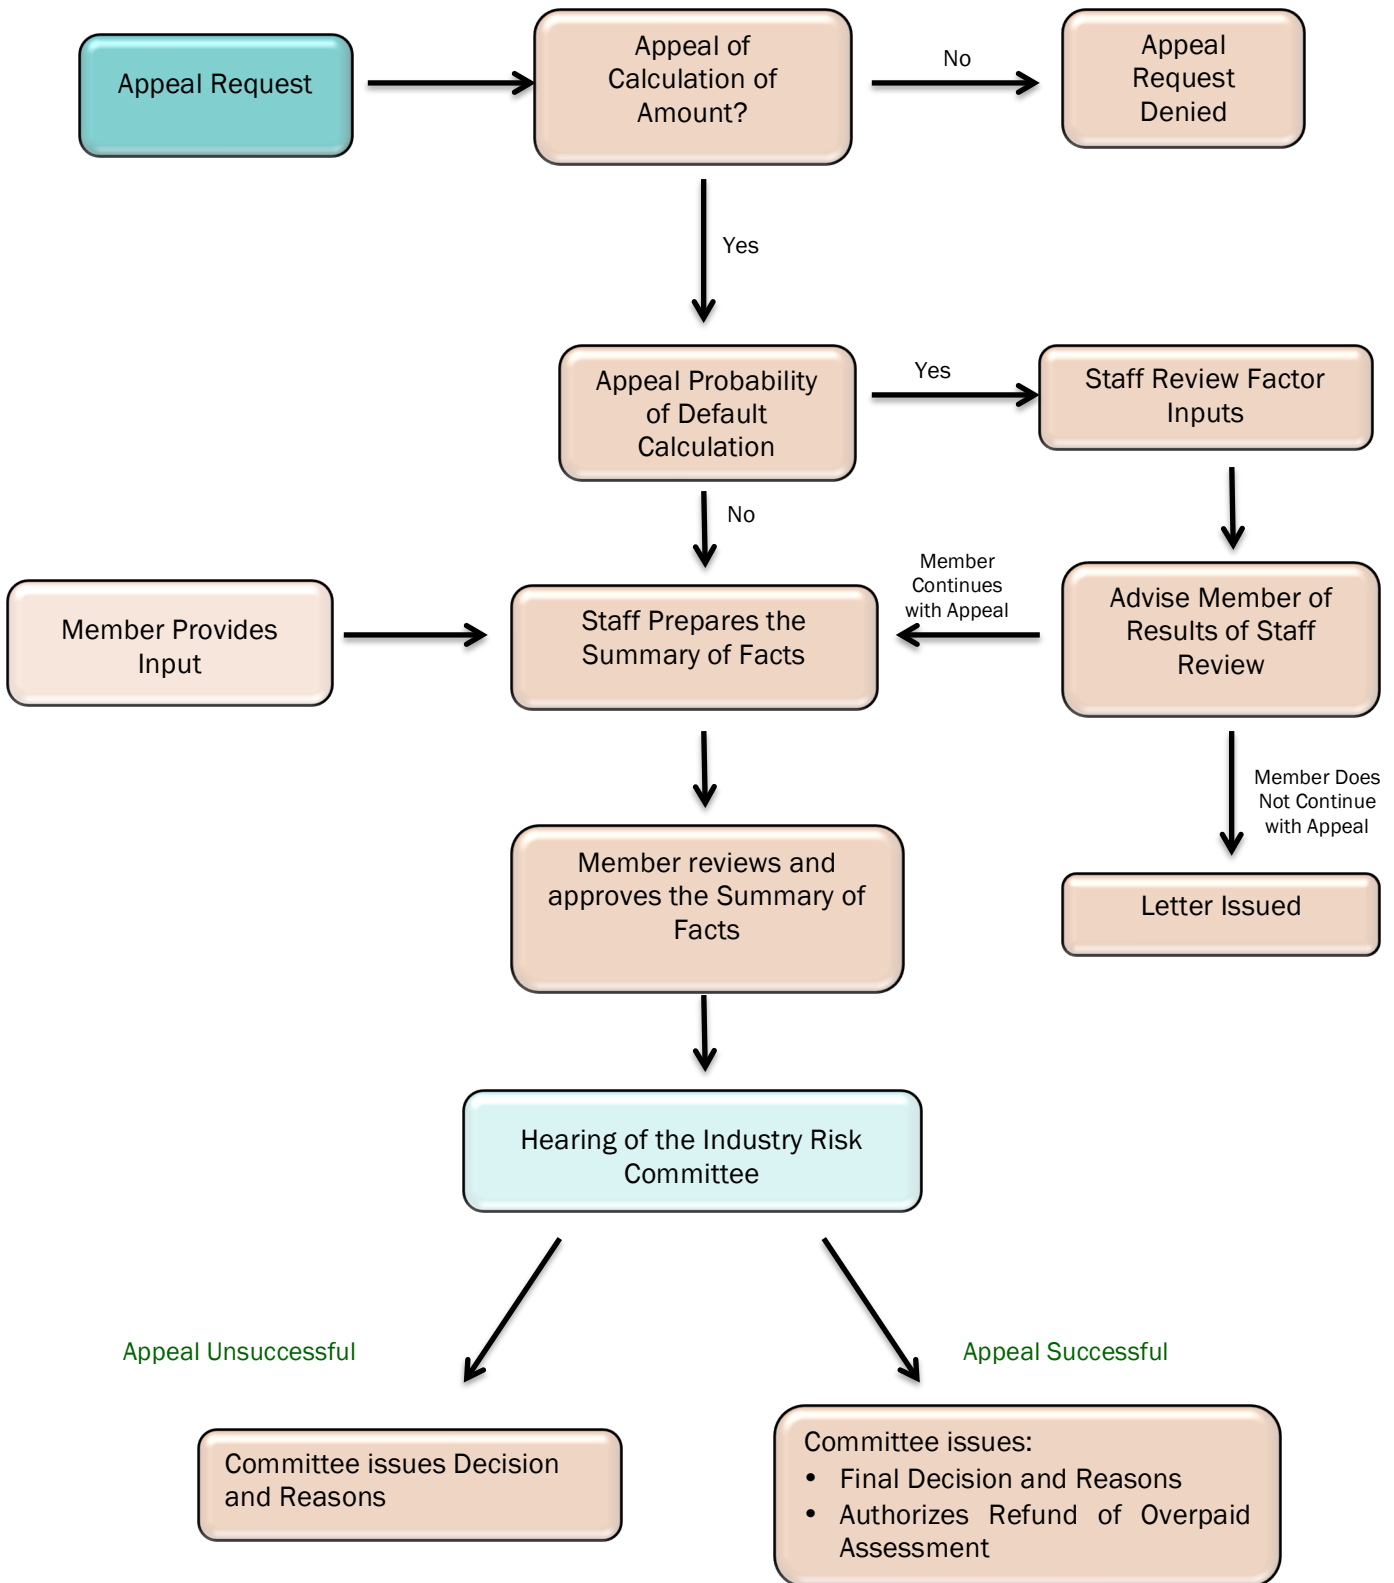 Appeal Request
Appeal of
Calculation of
Amount?
No
Appeal
Request
Denied
Yes
Appeal Probability
of Default
Calculation
Yes
Staff Review Factor
Inputs
No
Member Provides
Input
Staff Prepares the
Summary of Facts
Member
Continues
with Appeal
Advise Member of
Results of Staff
Review
Member Does
Not Continue
with Appeal
Member reviews and
approves the Summary of
Facts
Letter Issued
Hearing of the Industry Risk
Committee
Appeal Unsuccessful
Appeal Successful
Committee issues Decision
and Reasons
Committee issues:
• Final Decision and Reasons
• Authorizes Refund of Overpaid
Assessment